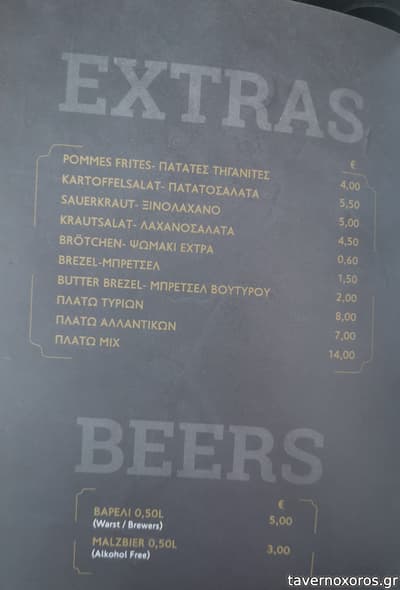 EXTRAS
€
POMMES FRITES- ΠΑΤΑΤΕΣ ΤΗΓΑΝΙΤΕΣ 4,00
KARTOFFELSALAT- ΠΑΤΑΤΟΣΑΛΑΤΑ 5,50
SAUERKRAUT- ΞΙΝΟΛΑΧΑΝΟ 5,00
KRAUTSALAT- ΛΑΧΑΝΟΣΑΛΑΤΑ 4,50
BRÖTCHEN- ΨΩΜΑΚΙ ΕΧΤΡΑ 0,60
BREZEL-ΜΠΡΕΤΣΕΛ 1,50
BUTTER BREZEL- ΜΠΡΕΤΣΕΛ ΒΟΥΤΥΡΟΥ 2,00
ΠΛΑΤΩ ΤΥΡΙΩΝ 8,00
ΠΛΑΤΩ ΑΛΛΑΝΤΙΚΩΝ 7,00
ΠΛΑΤΩ ΜΙΧ 14,00
BEERS
€
ΒΑΡΕΛΙ 0,50L 5,00
(Warst / Brewers)
MALZBIER 0,50L 3,00
(Alkohol Free)
tavernoxoros.gr